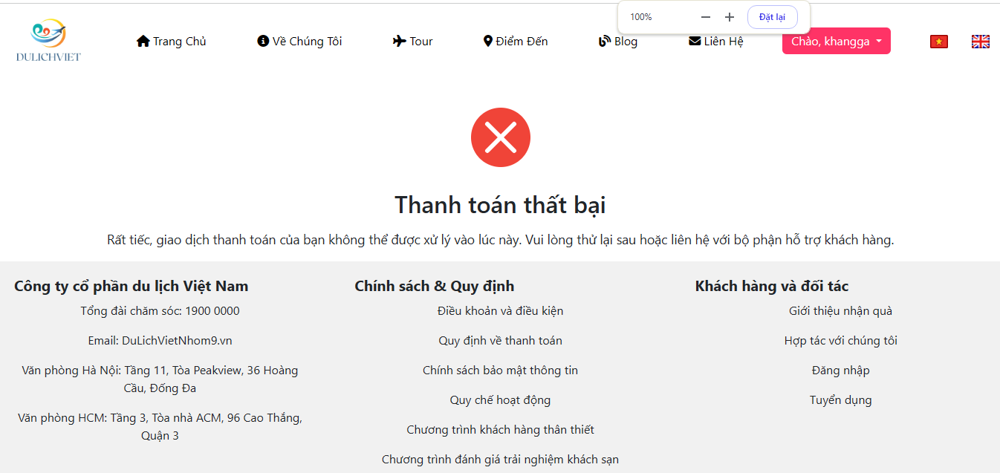 100%
Đặt lại
DULICHVIET
Trang Chủ
Về Chúng Tôi
Tour
Điểm Đến
Blog
Liên Hệ
Chào, khangga
Thanh toán thất bại
Rất tiếc, giao dịch thanh toán của bạn không thể được xử lý vào lúc này. Vui lòng thử lại sau hoặc liên hệ với bộ phận hỗ trợ khách hàng.
Công ty cổ phần du lịch Việt Nam
Tổng đài chăm sóc: 1900 0000
Email: DuLichVietNhom9.vn
Văn phòng Hà Nội: Tầng 11, Tòa Peakview, 36 Hoàng
Cầu, Đống Đa
Văn phòng HCM: Tầng 3, Tòa nhà ACM, 96 Cao Thắng,
Quận 3
Chính sách & Quy định
Điều khoản và điều kiện
Quy định về thanh toán
Chính sách bảo mật thông tin
Quy chế hoạt động
Chương trình khách hàng thân thiết
Chương trình đánh giá trải nghiệm khách sạn
Khách hàng và đối tác
Giới thiệu nhận quà
Hợp tác với chúng tôi
Đăng nhập
Tuyển dụng